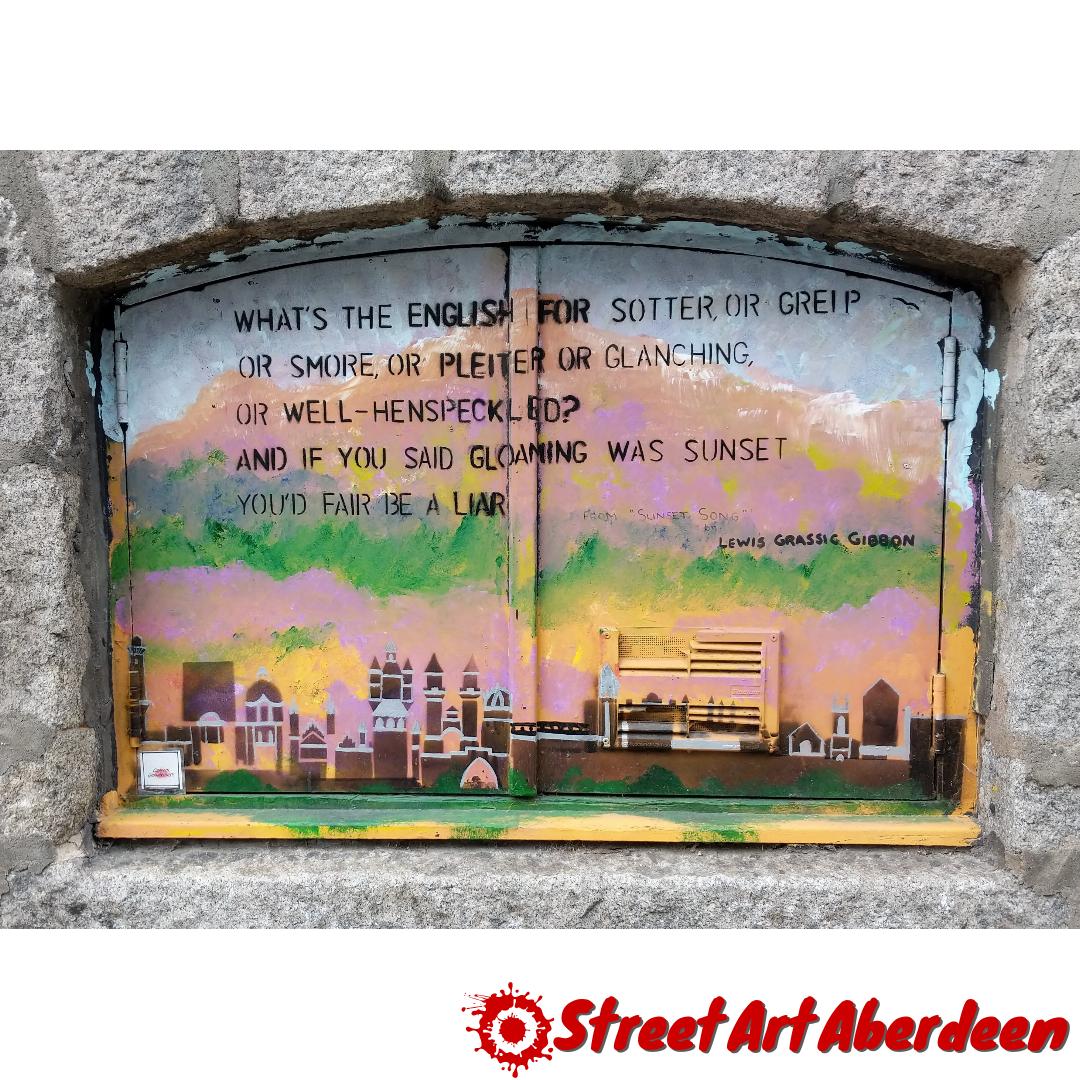 WHAT'S THE ENGLISH FOR SOTTER, OR GREIP
OR SMORE, OR PLEITER OR GLANCHING,
OR WELL-HENSPECKLED?
AND IF YOU SAID GLOAMING WAS SUNSET
YOU'D FAIR BE A LIAR
FROM "SUNSET SONG"
by
LEWIS GRASSIC GIBBON
Street Art Aberdeen